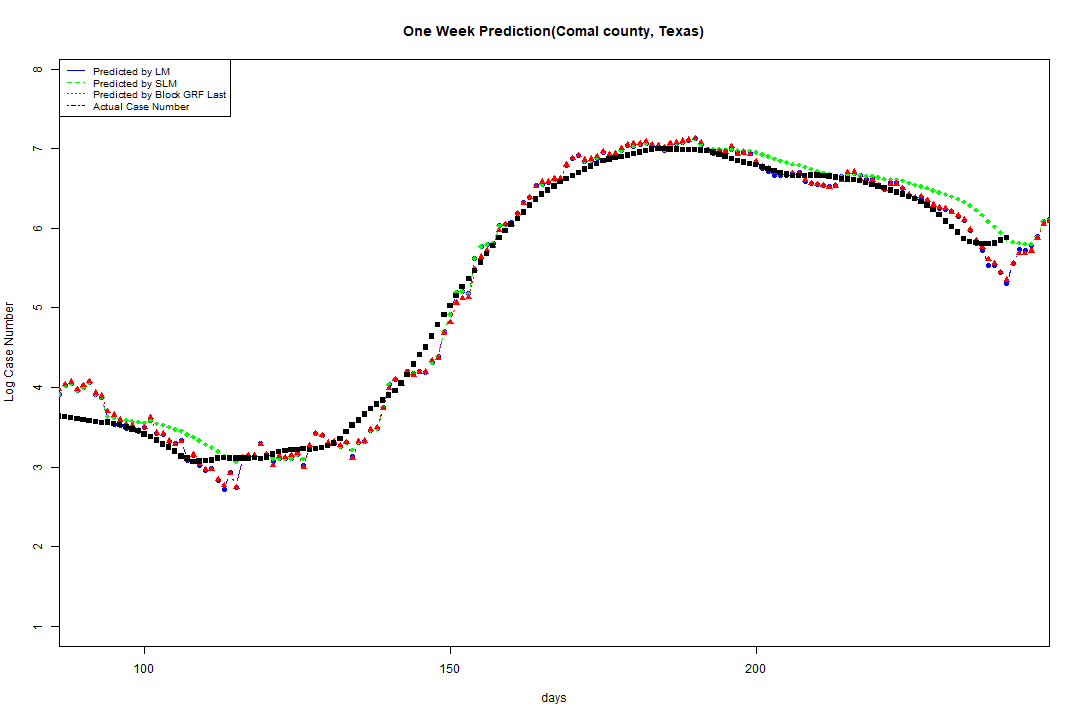 One Week Prediction(Comal county, Texas)
Predicted by LM
Predicted by SLM
Predicted by Block GRF Last
Actual Case Number
8
7
6
5
4
3
2
1
Log Case Number
100 150 200
days